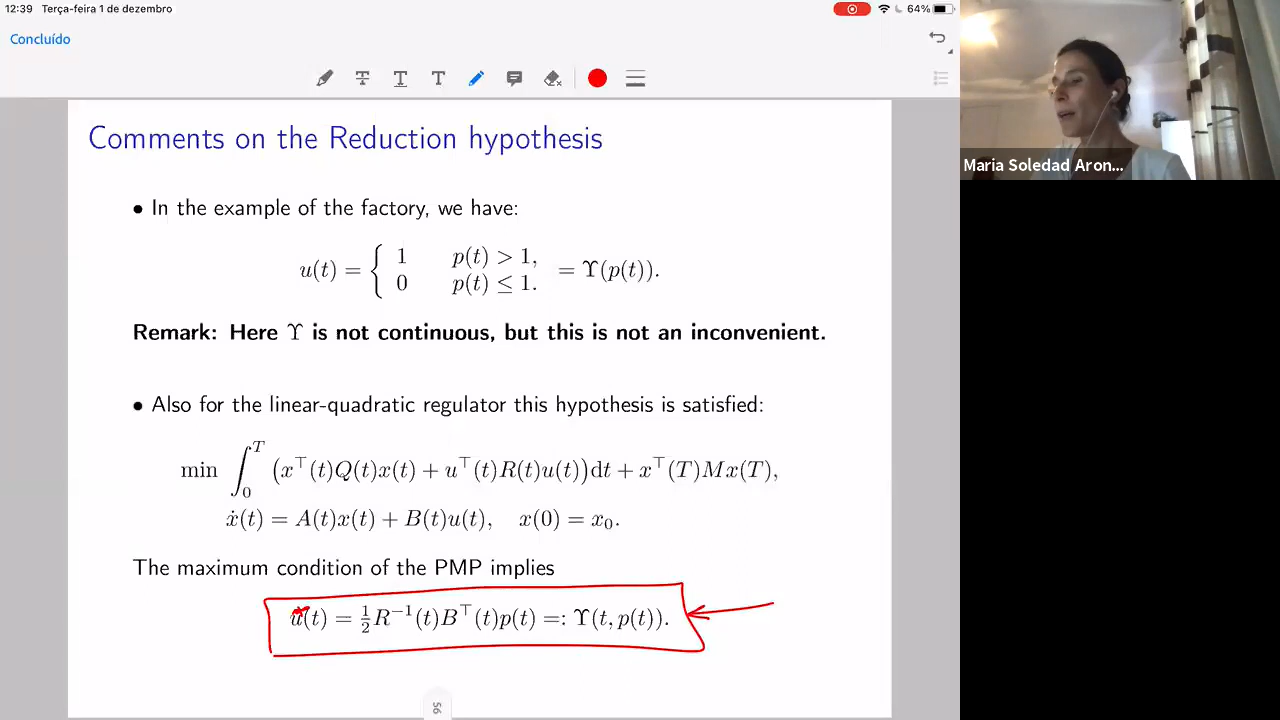 12:39 Terça-feira 1 de dezembro 64%
Concluído
Comments on the Reduction hypothesis
• In the example of the factory, we have:
u(t) = { 1 p(t) > 1, 0 p(t) ≤ 1. = ϒ(p(t)).
Remark: Here ϒ is not continuous, but this is not an inconvenient.
• Also for the linear-quadratic regulator this hypothesis is satisfied:
min ∫₀ᵀ (x⊤(t)Q(t)x(t) + u⊤(t)R(t)u(t))dt + x⊤(T)Mx(T),
ẋ(t) = A(t)x(t) + B(t)u(t), x(0) = x₀.
The maximum condition of the PMP implies
u(t) = ½R⁻¹(t)B⊤(t)p(t) =: ϒ(t, p(t)).
56
Maria Soledad Aron...